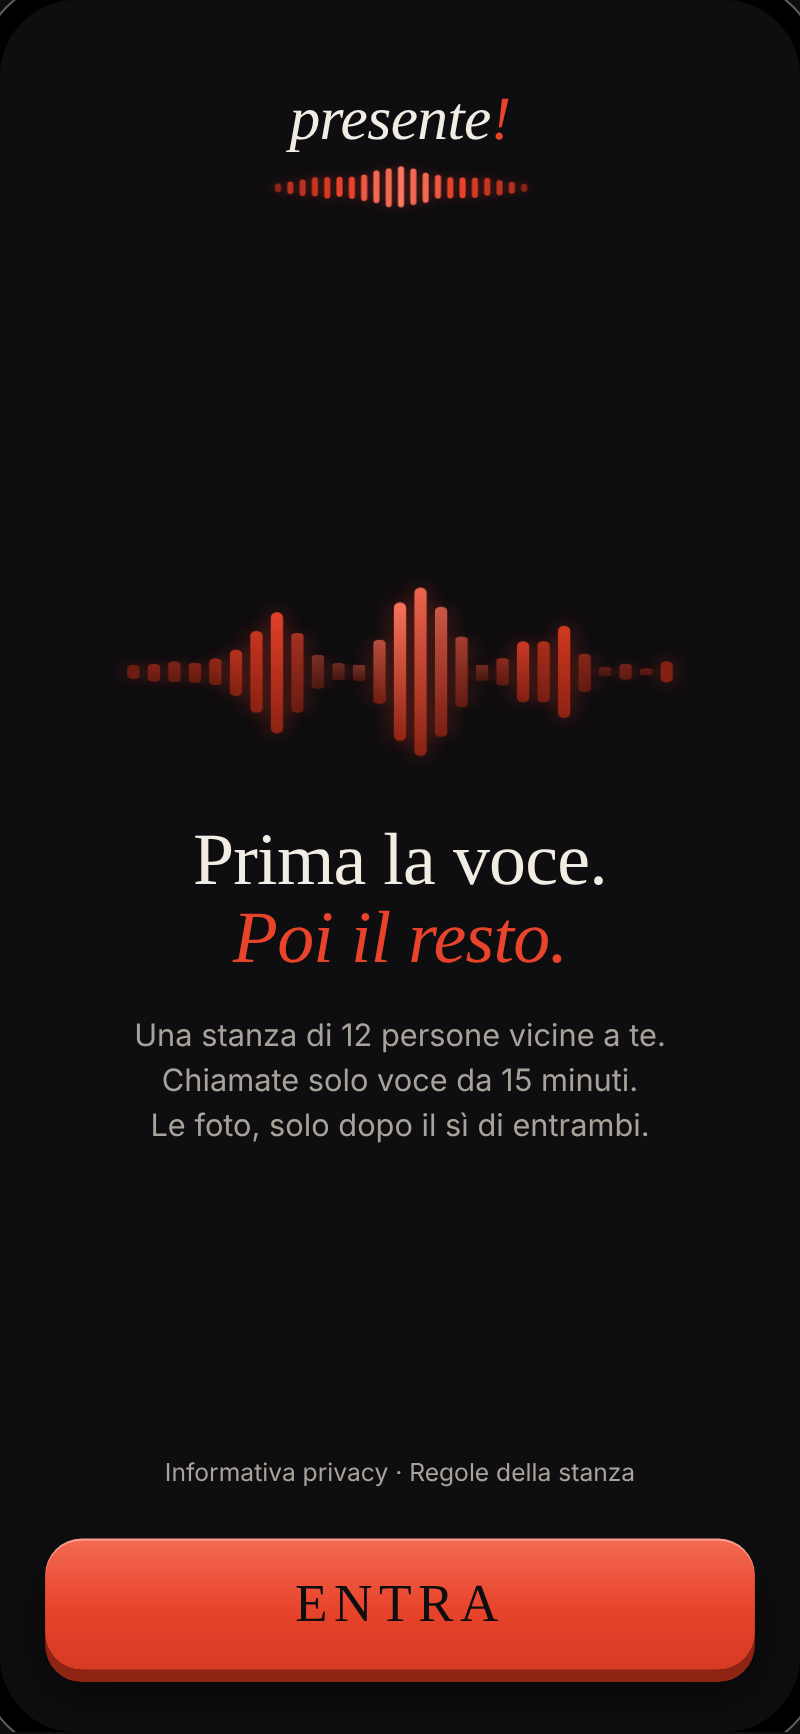 presente!
Prima la voce.
Poi il resto.
Una stanza di 12 persone vicine a te.
Chiamate solo voce da 15 minuti.
Le foto, solo dopo il sì di entrambi.
Informativa privacy · Regole della stanza
ENTRA